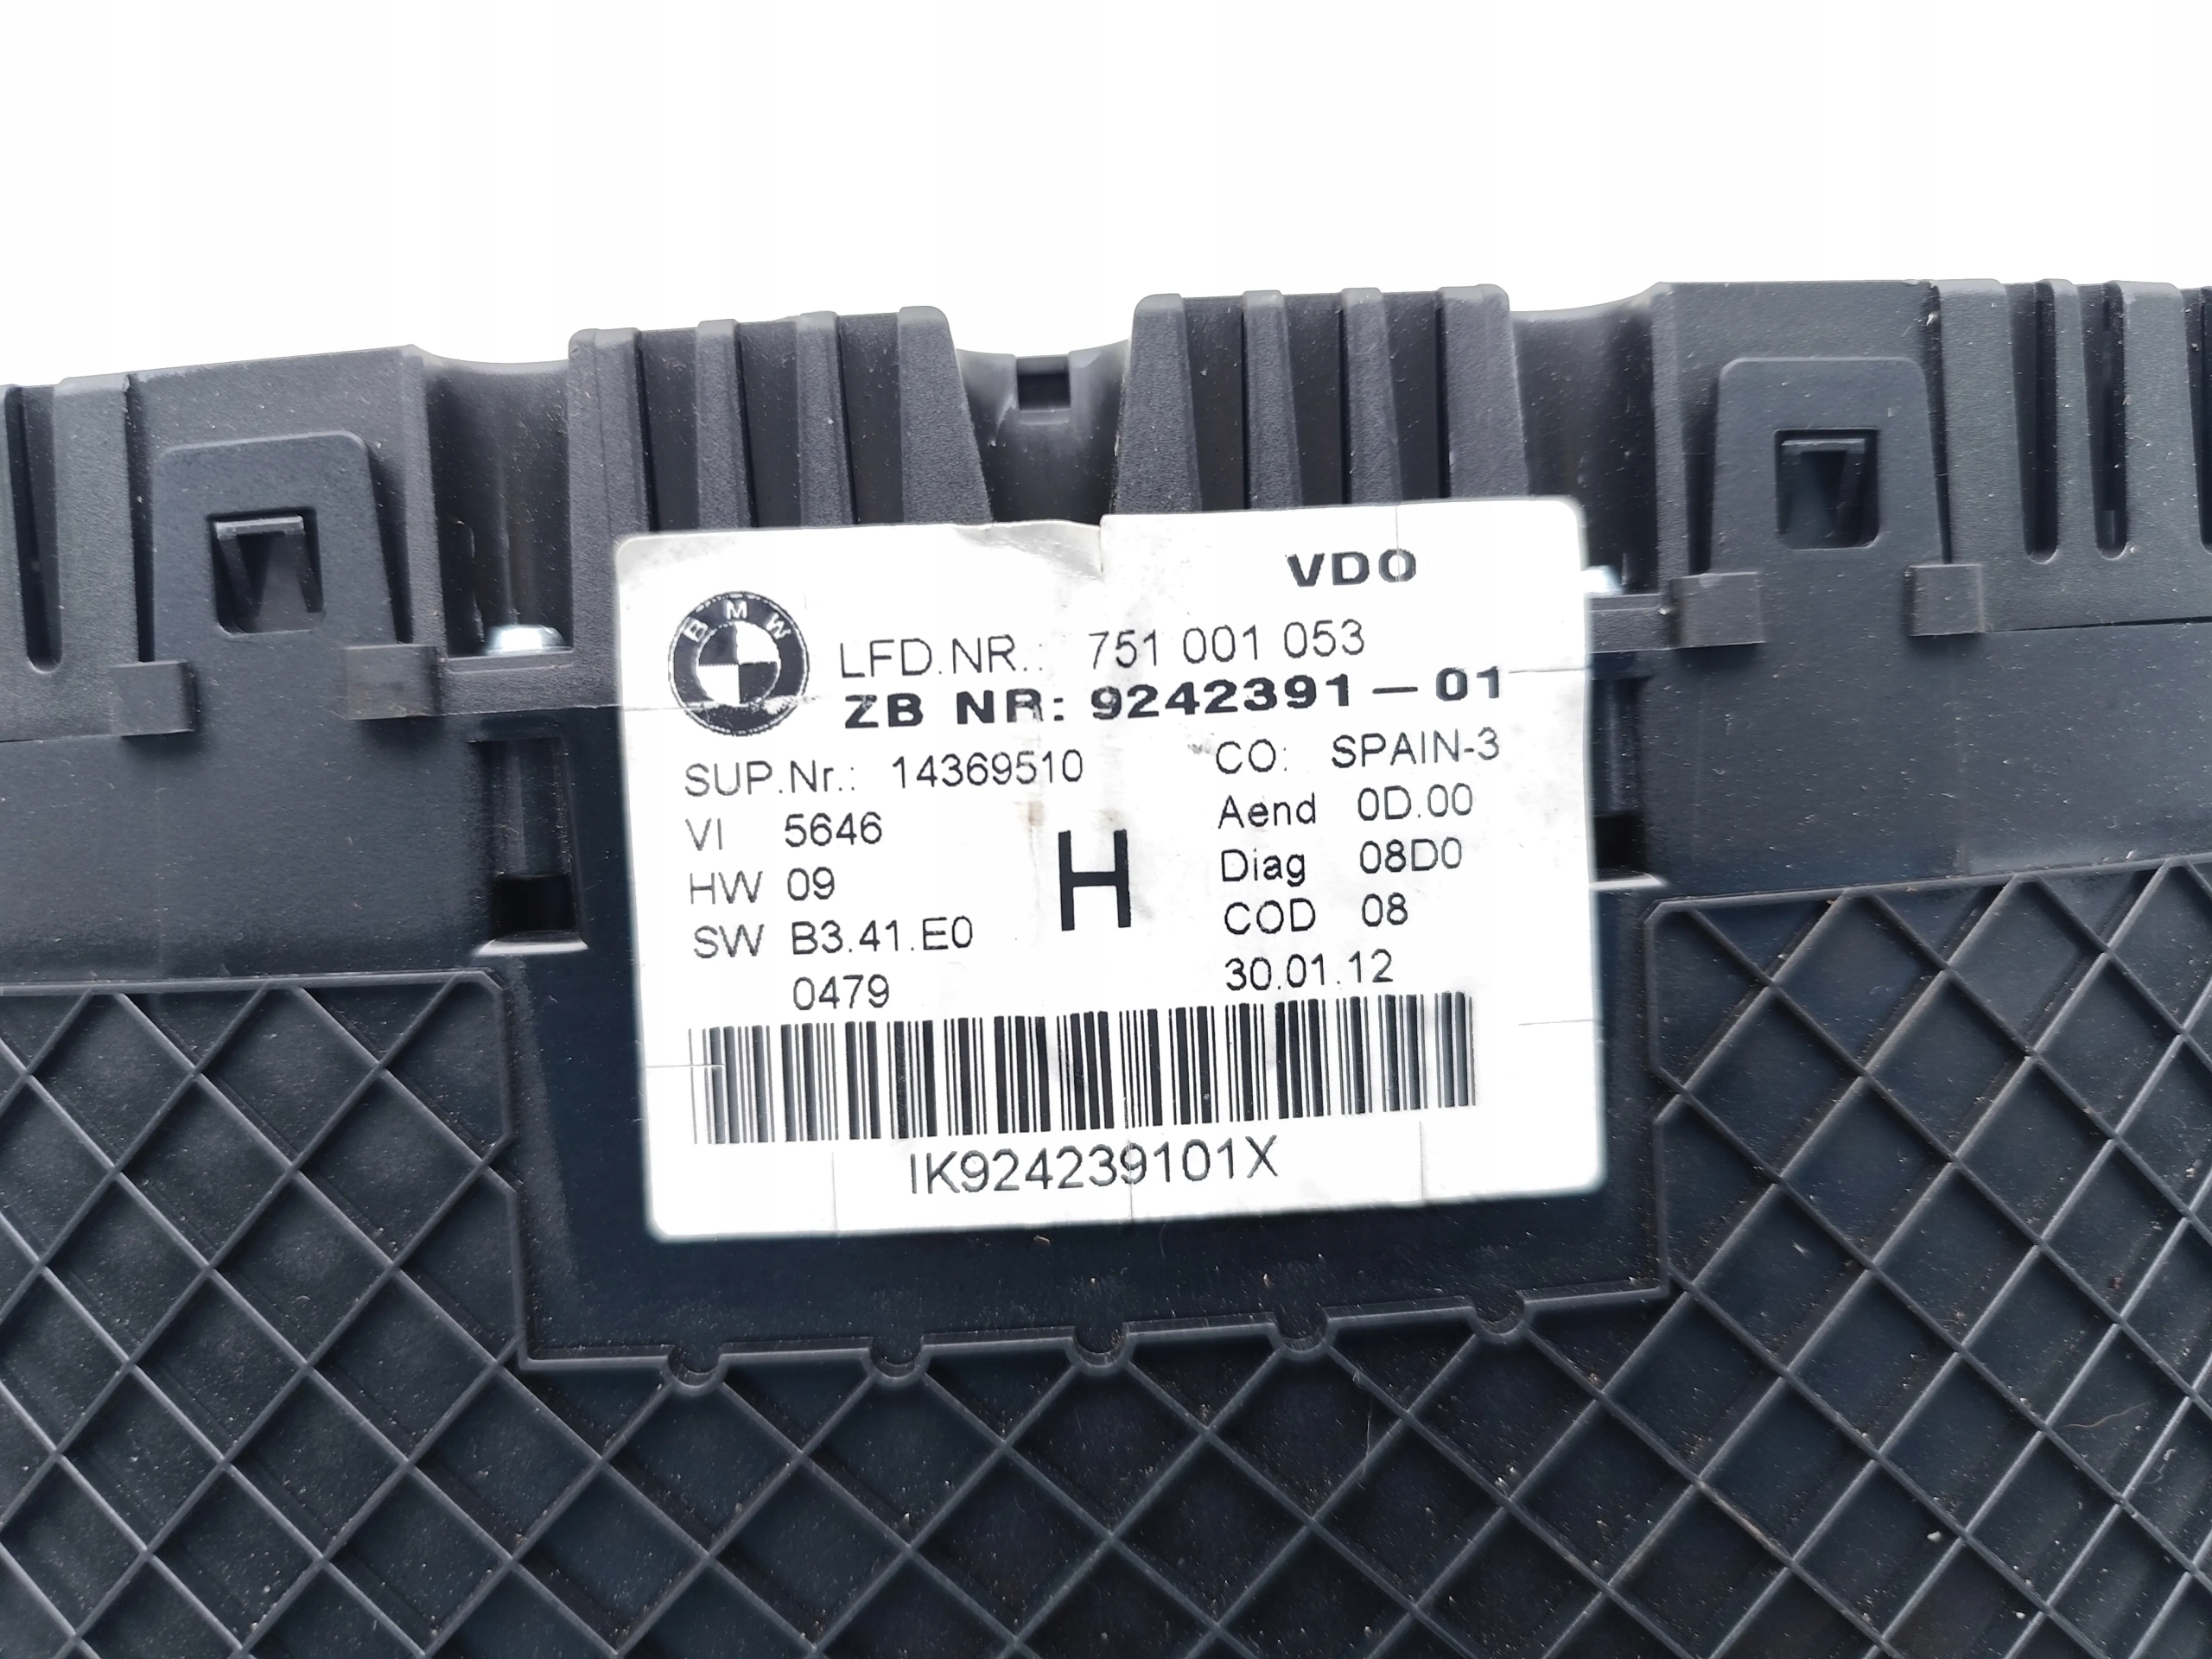 VDO
BMW
LFD.NR.: 751 001 053
ZB NR: 9242391-01
SUP.Nr.: 14369510 CO: SPAIN-3
VI 5646 Aend 0D.00
HW 09 H Diag 08D0
SW B3.41.E0 COD 08
0479 30.01.12
IK924239101X